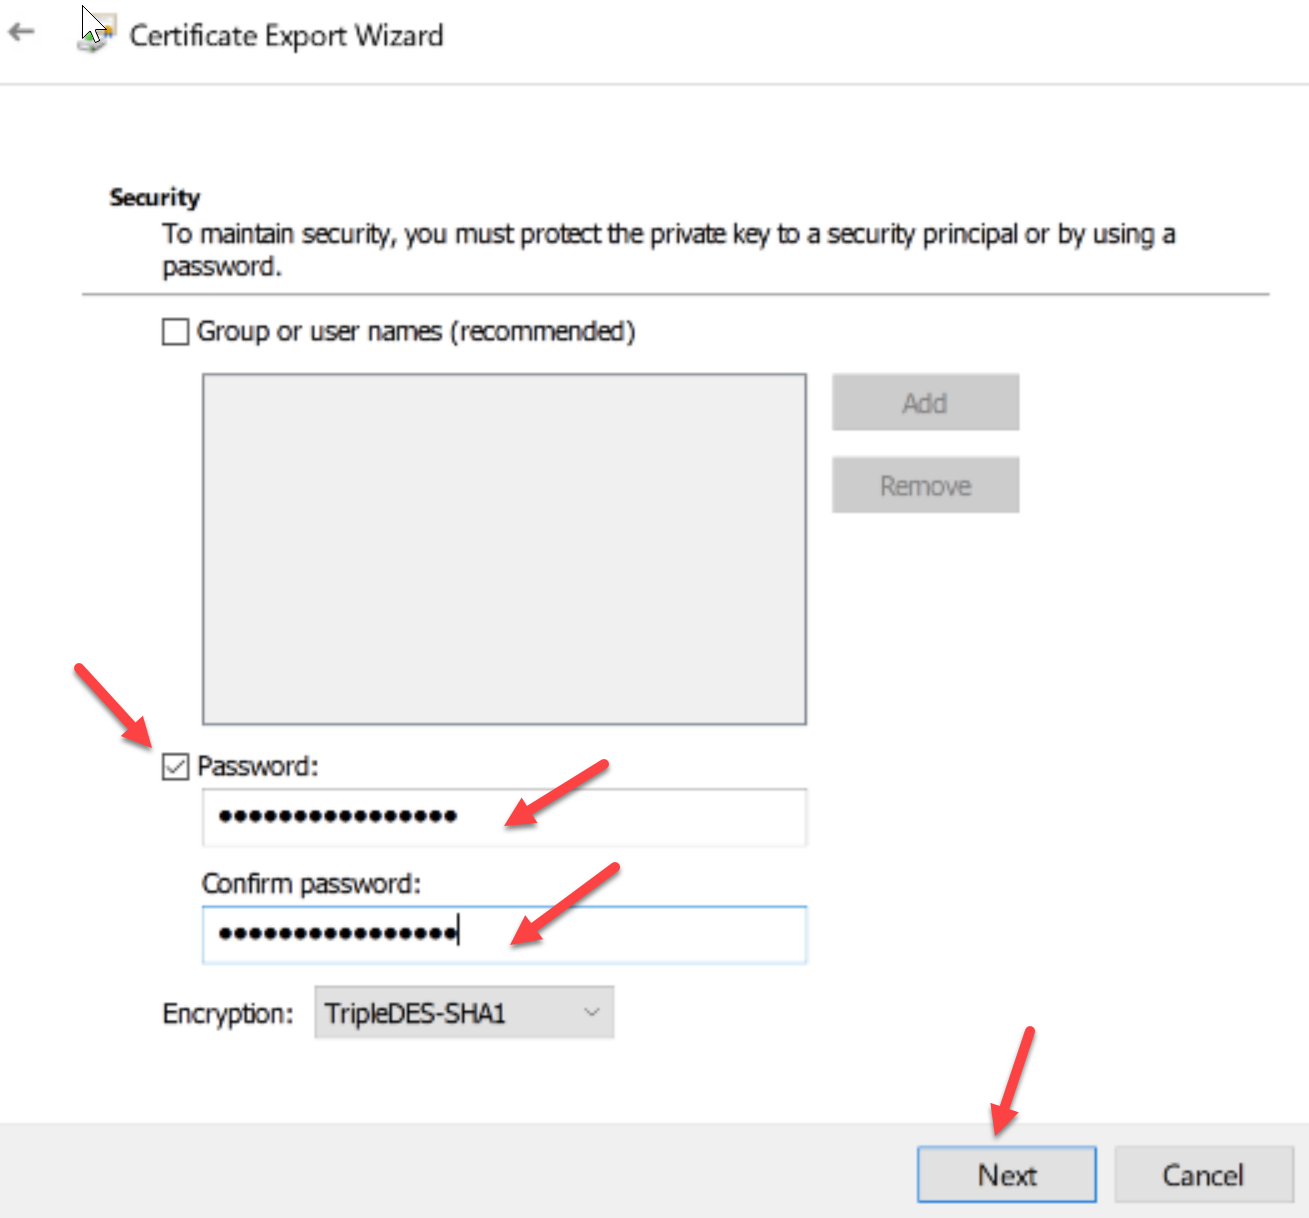 Certificate Export Wizard
Security
To maintain security, you must protect the private key to a security principal or by using a
password.
Group or user names (recommended)
Add
Remove
Password:
••••••••••••••••
Confirm password:
••••••••••••••••
Encryption: TripleDES-SHA1
Next Cancel